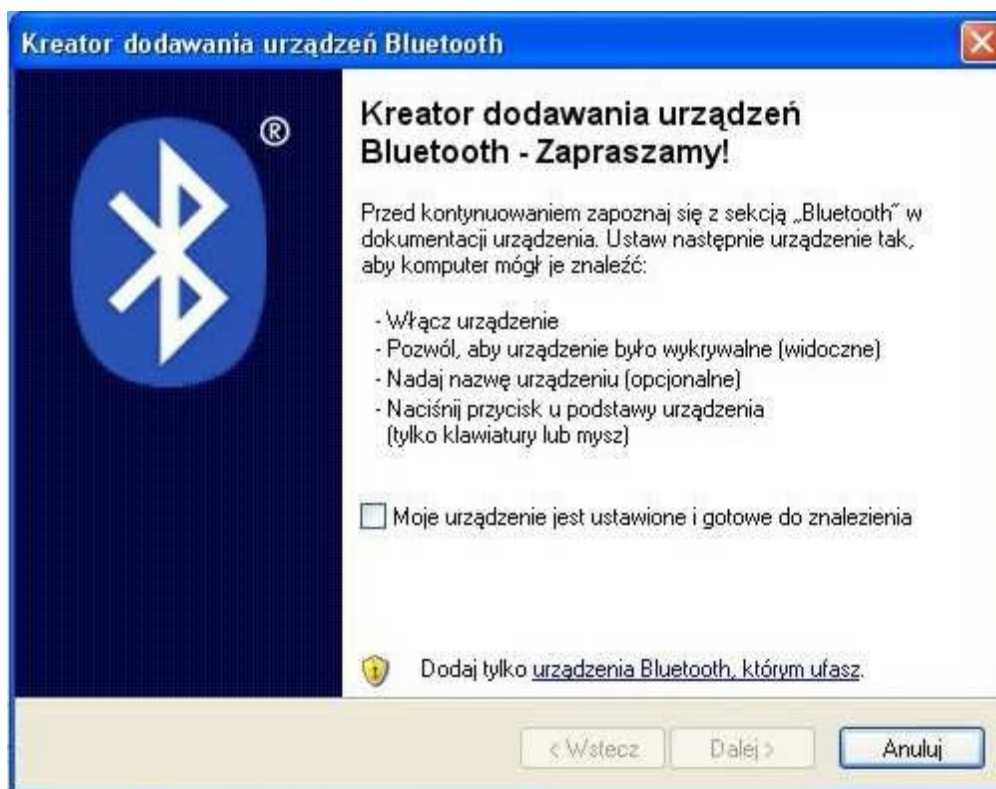 Kreator dodawania urządzeń Bluetooth
®
Kreator dodawania urządzeń
Bluetooth - Zapraszamy!
Przed kontynuowaniem zapoznaj się z sekcją „Bluetooth” w
dokumentacji urządzenia. Ustaw następnie urządzenie tak,
aby komputer mógł je znaleźć:
- Włącz urządzenie
- Pozwól, aby urządzenie było wykrywalne (widoczne)
- Nadaj nazwę urządzeniu (opcjonalne)
- Naciśnij przycisk u podstawy urządzenia
(tylko klawiatury lub mysz)
Moje urządzenie jest ustawione i gotowe do znalezienia
Dodaj tylko urządzenia Bluetooth, którym ufasz.
< Wstecz
Dalej >
Anuluj